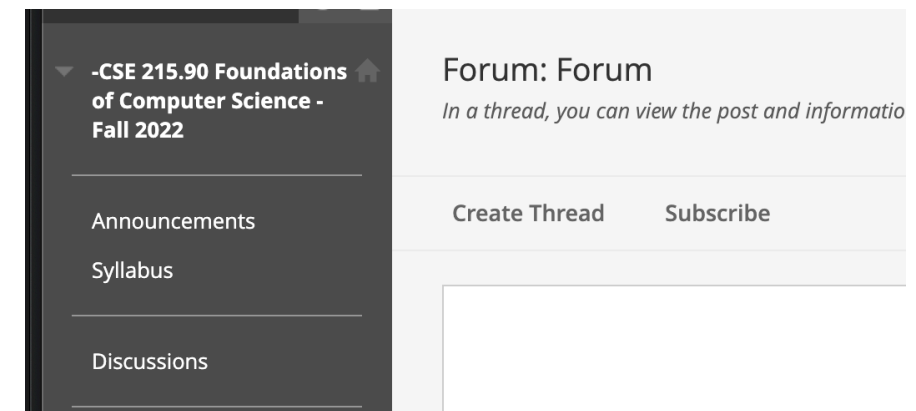 -CSE 215.90 Foundations
of Computer Science -
Fall 2022
Announcements
Syllabus
Discussions
Forum: Forum
In a thread, you can view the post and informatio
Create Thread Subscribe